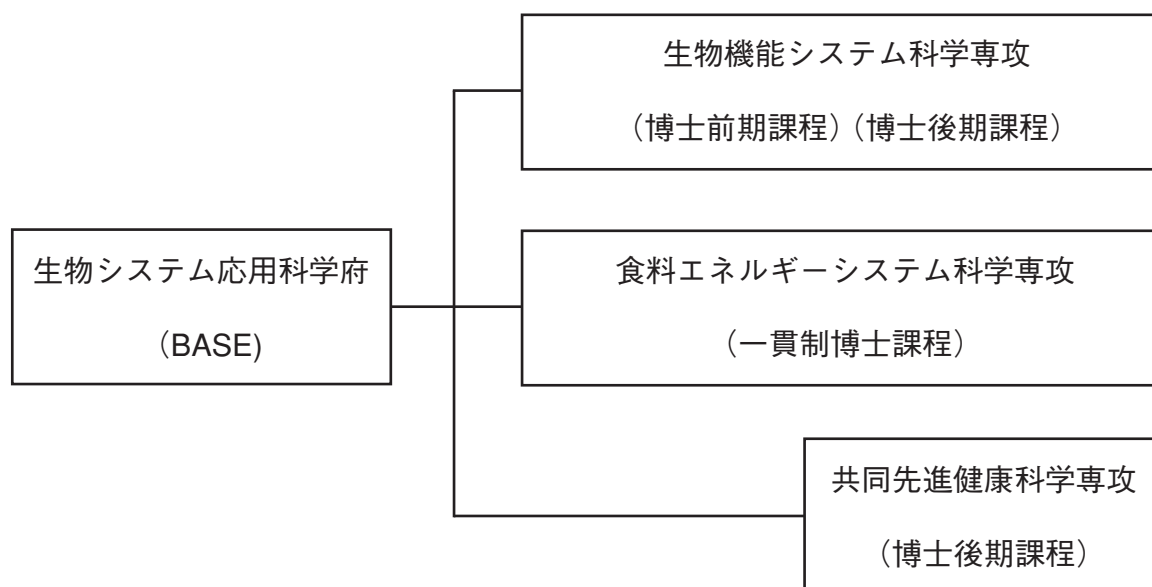 生物機能システム科学専攻
（博士前期課程）（博士後期課程）
生物システム応用科学府
（BASE)
食料エネルギーシステム科学専攻
（一貫制博士課程）
共同先進健康科学専攻
（博士後期課程）